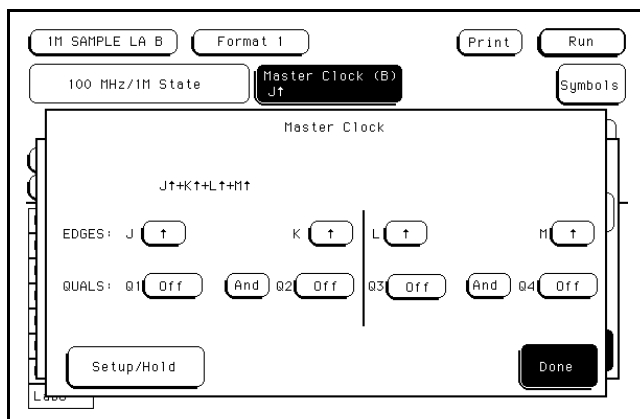 1M SAMPLE LA B Format 1 Print Run
100 MHz/1M State Master Clock (B) Symbols
J↑
Master Clock
J↑+K↑+L↑+M↑
EDGES: J ↑ K ↑ L ↑ M ↑
QUALS: Q1 Off And Q2 Off Q3 Off And Q4 Off
Setup/Hold Done